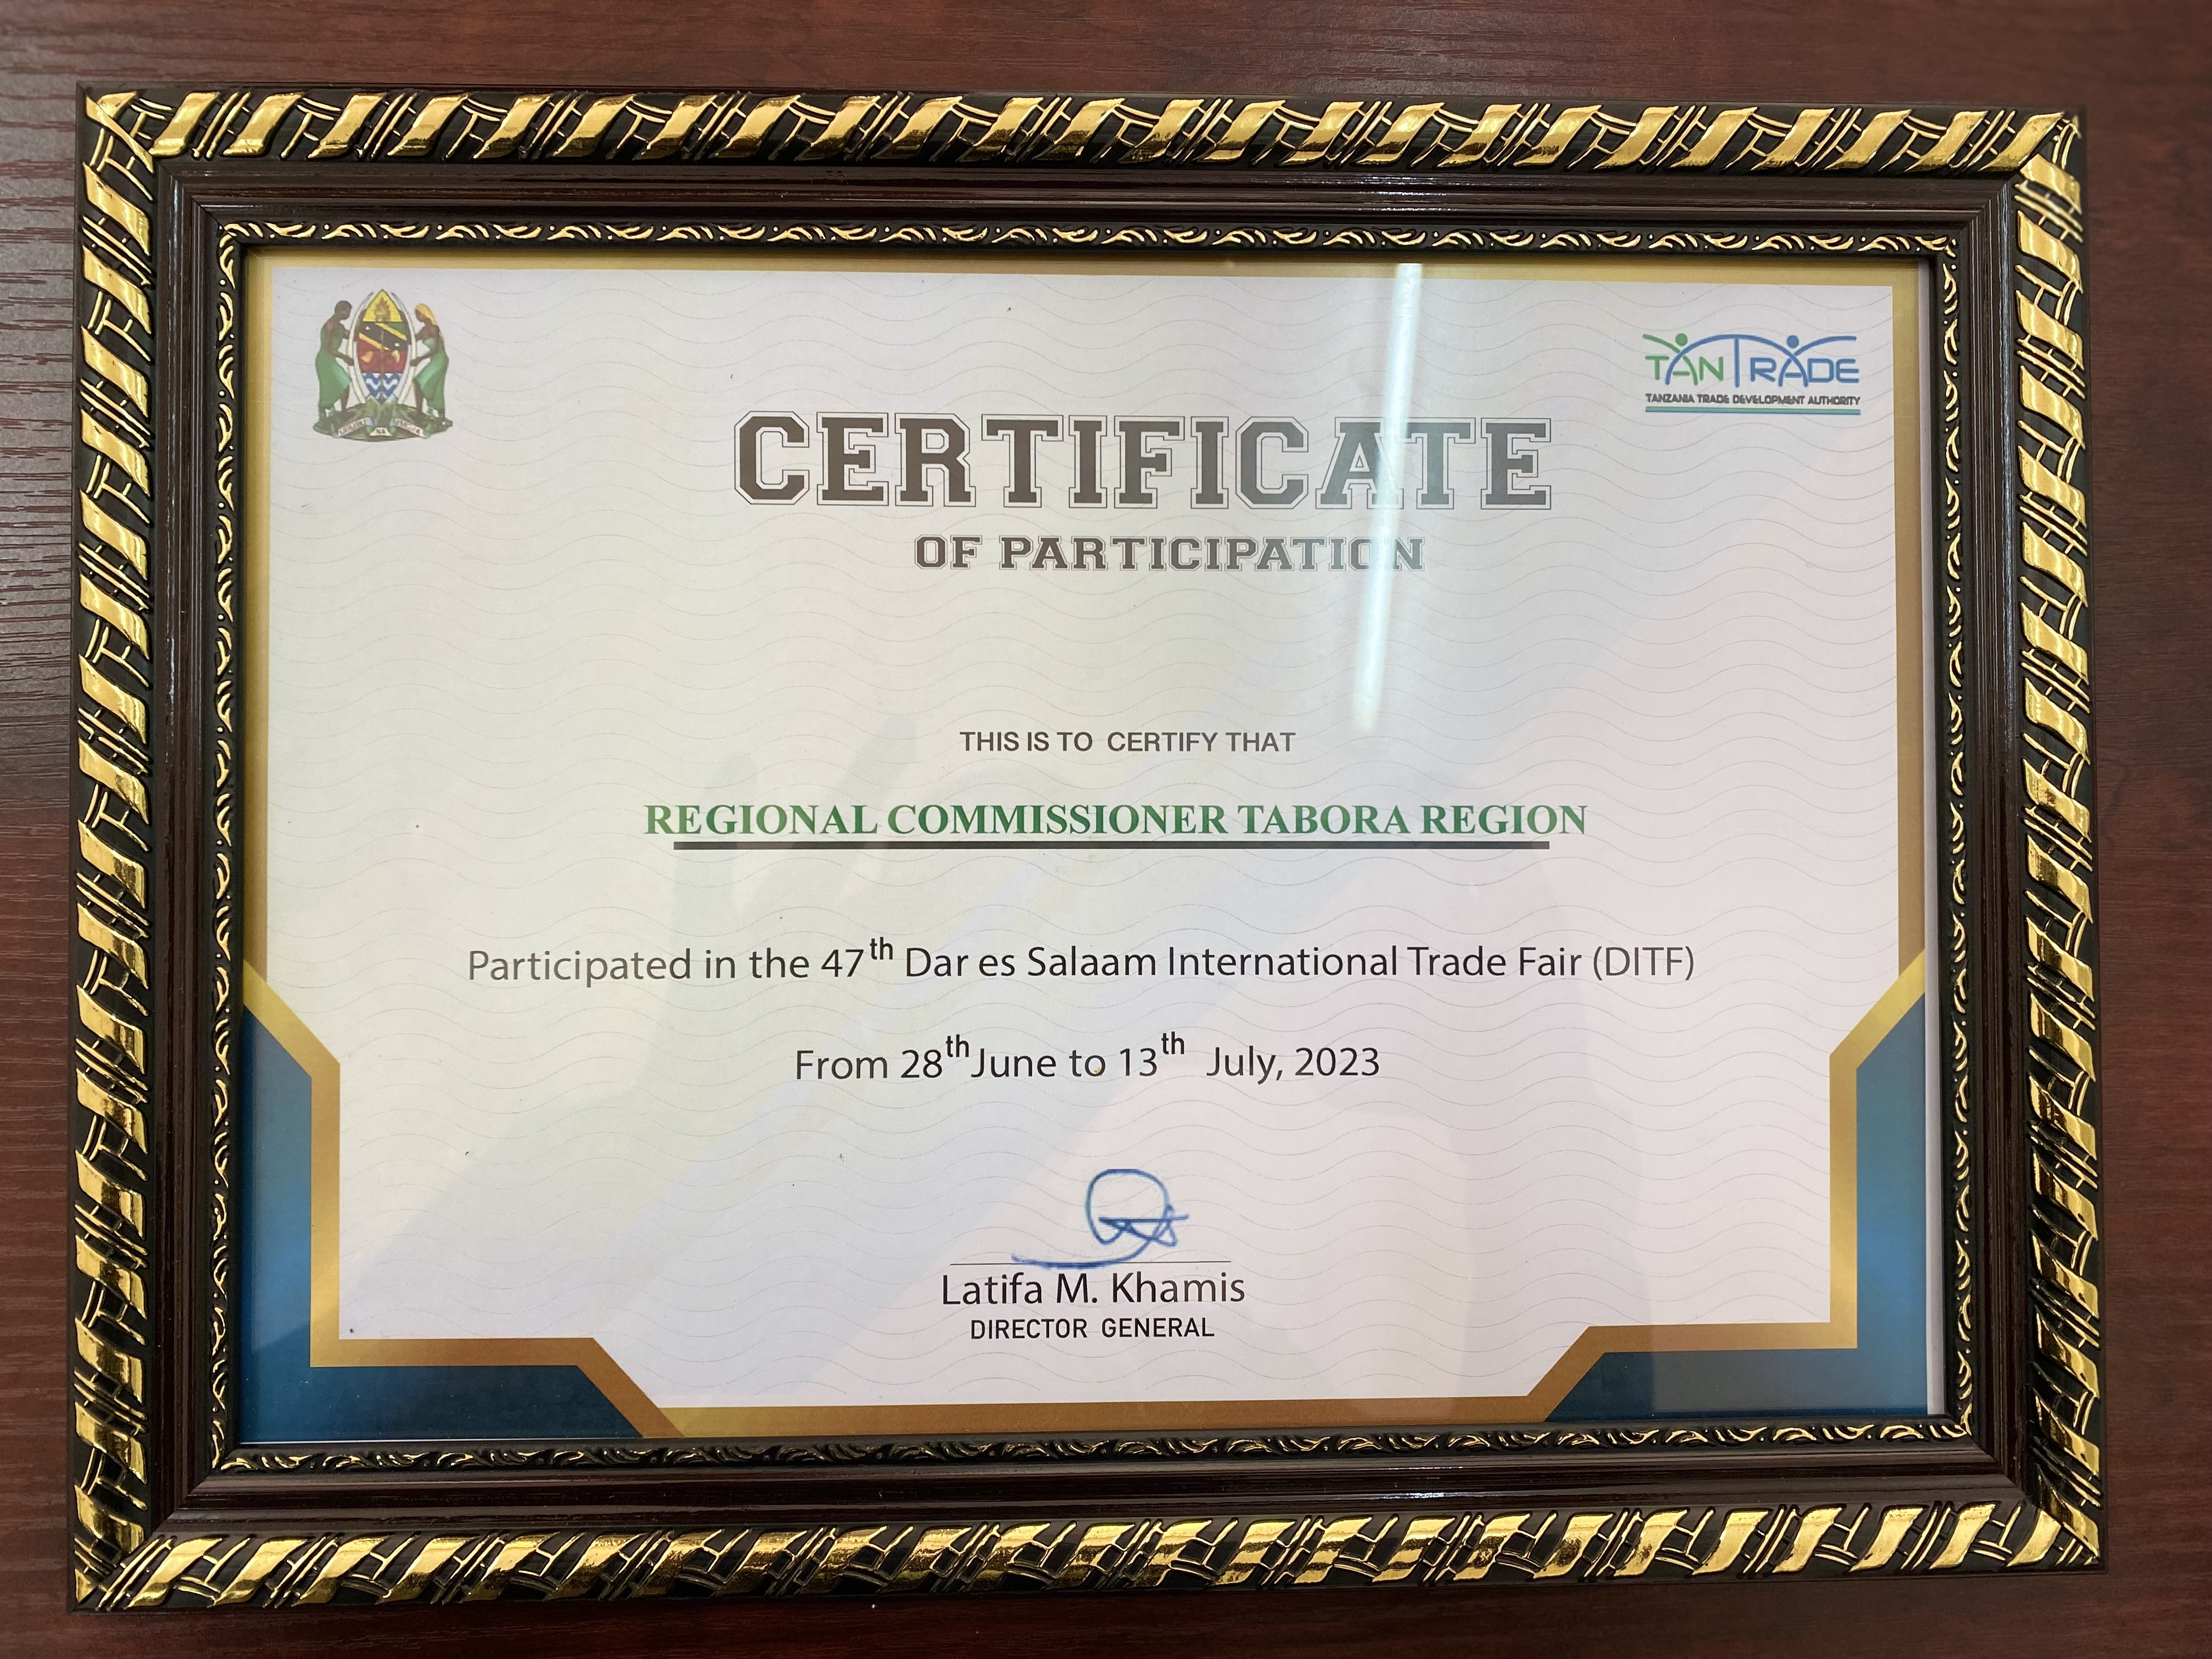 TANTRADE
TANZANIA TRADE DEVELOPMENT AUTHORITY
CERTIFICATE
OF PARTICIPATION
THIS IS TO CERTIFY THAT
REGIONAL COMMISSIONER TABORA REGION
Participated in the 47th Dar es Salaam International Trade Fair (DITF)
From 28th June to 13th July, 2023
Latifa M. Khamis
DIRECTOR GENERAL